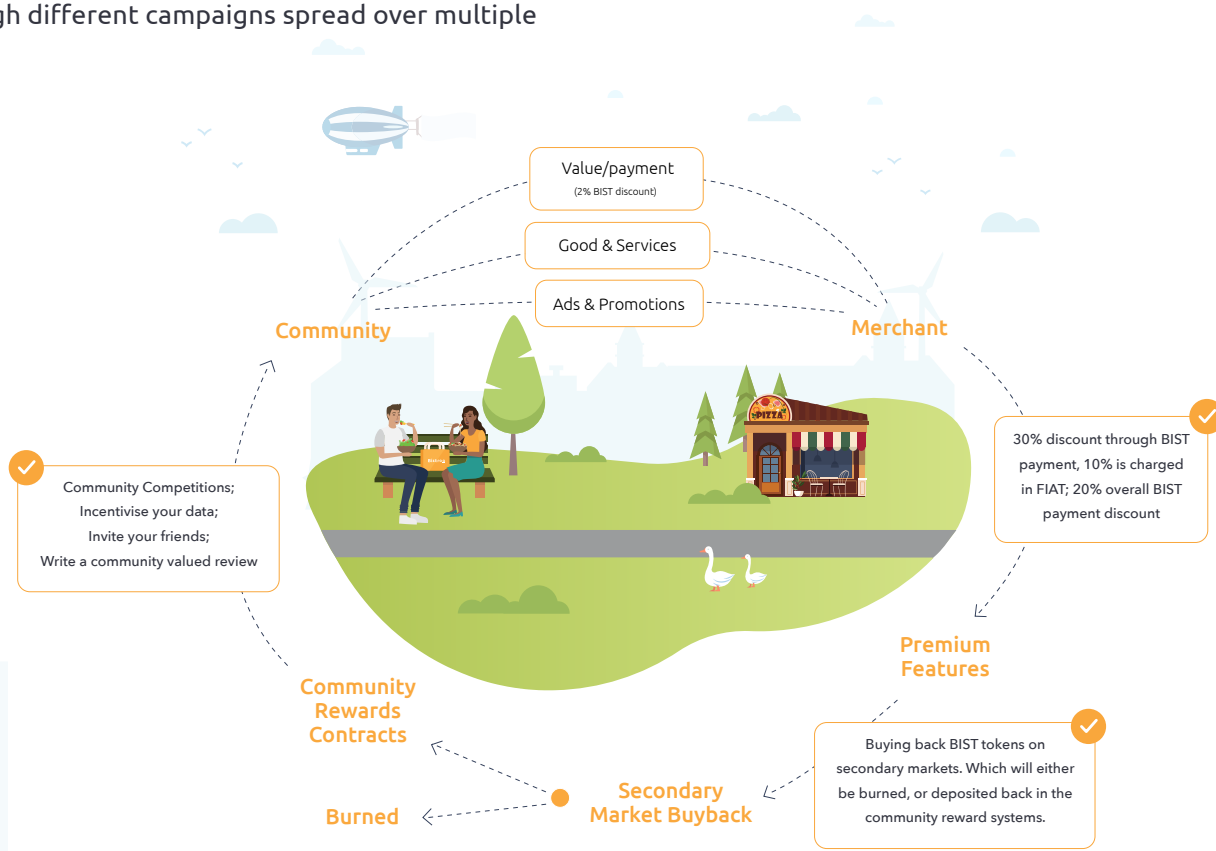 gh different campaigns spread over multiple
Value/payment
(2% BIST discount)
Good & Services
Ads & Promotions
Community
Merchant
PIZZA
30% discount through BIST
payment, 10% is charged
in FIAT; 20% overall BIST
payment discount
Community Competitions;
Incentivise your data;
Invite your friends;
Write a community valued review
Premium
Features
Community
Rewards
Contracts
Buying back BIST tokens on
secondary markets. Which will either
be burned, or deposited back in the
community reward systems.
Secondary
Market Buyback
Burned